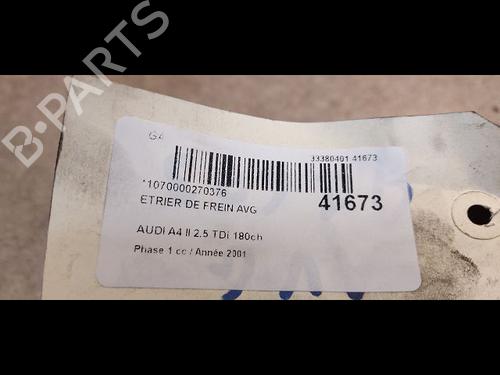 B-PARTS
GA
33380401 41673
*1070000270376
ETRIER DE FREIN AVG
41673
AUDI A4 II 2.5 TDi 180ch
Phase 1 cc / Année 2001